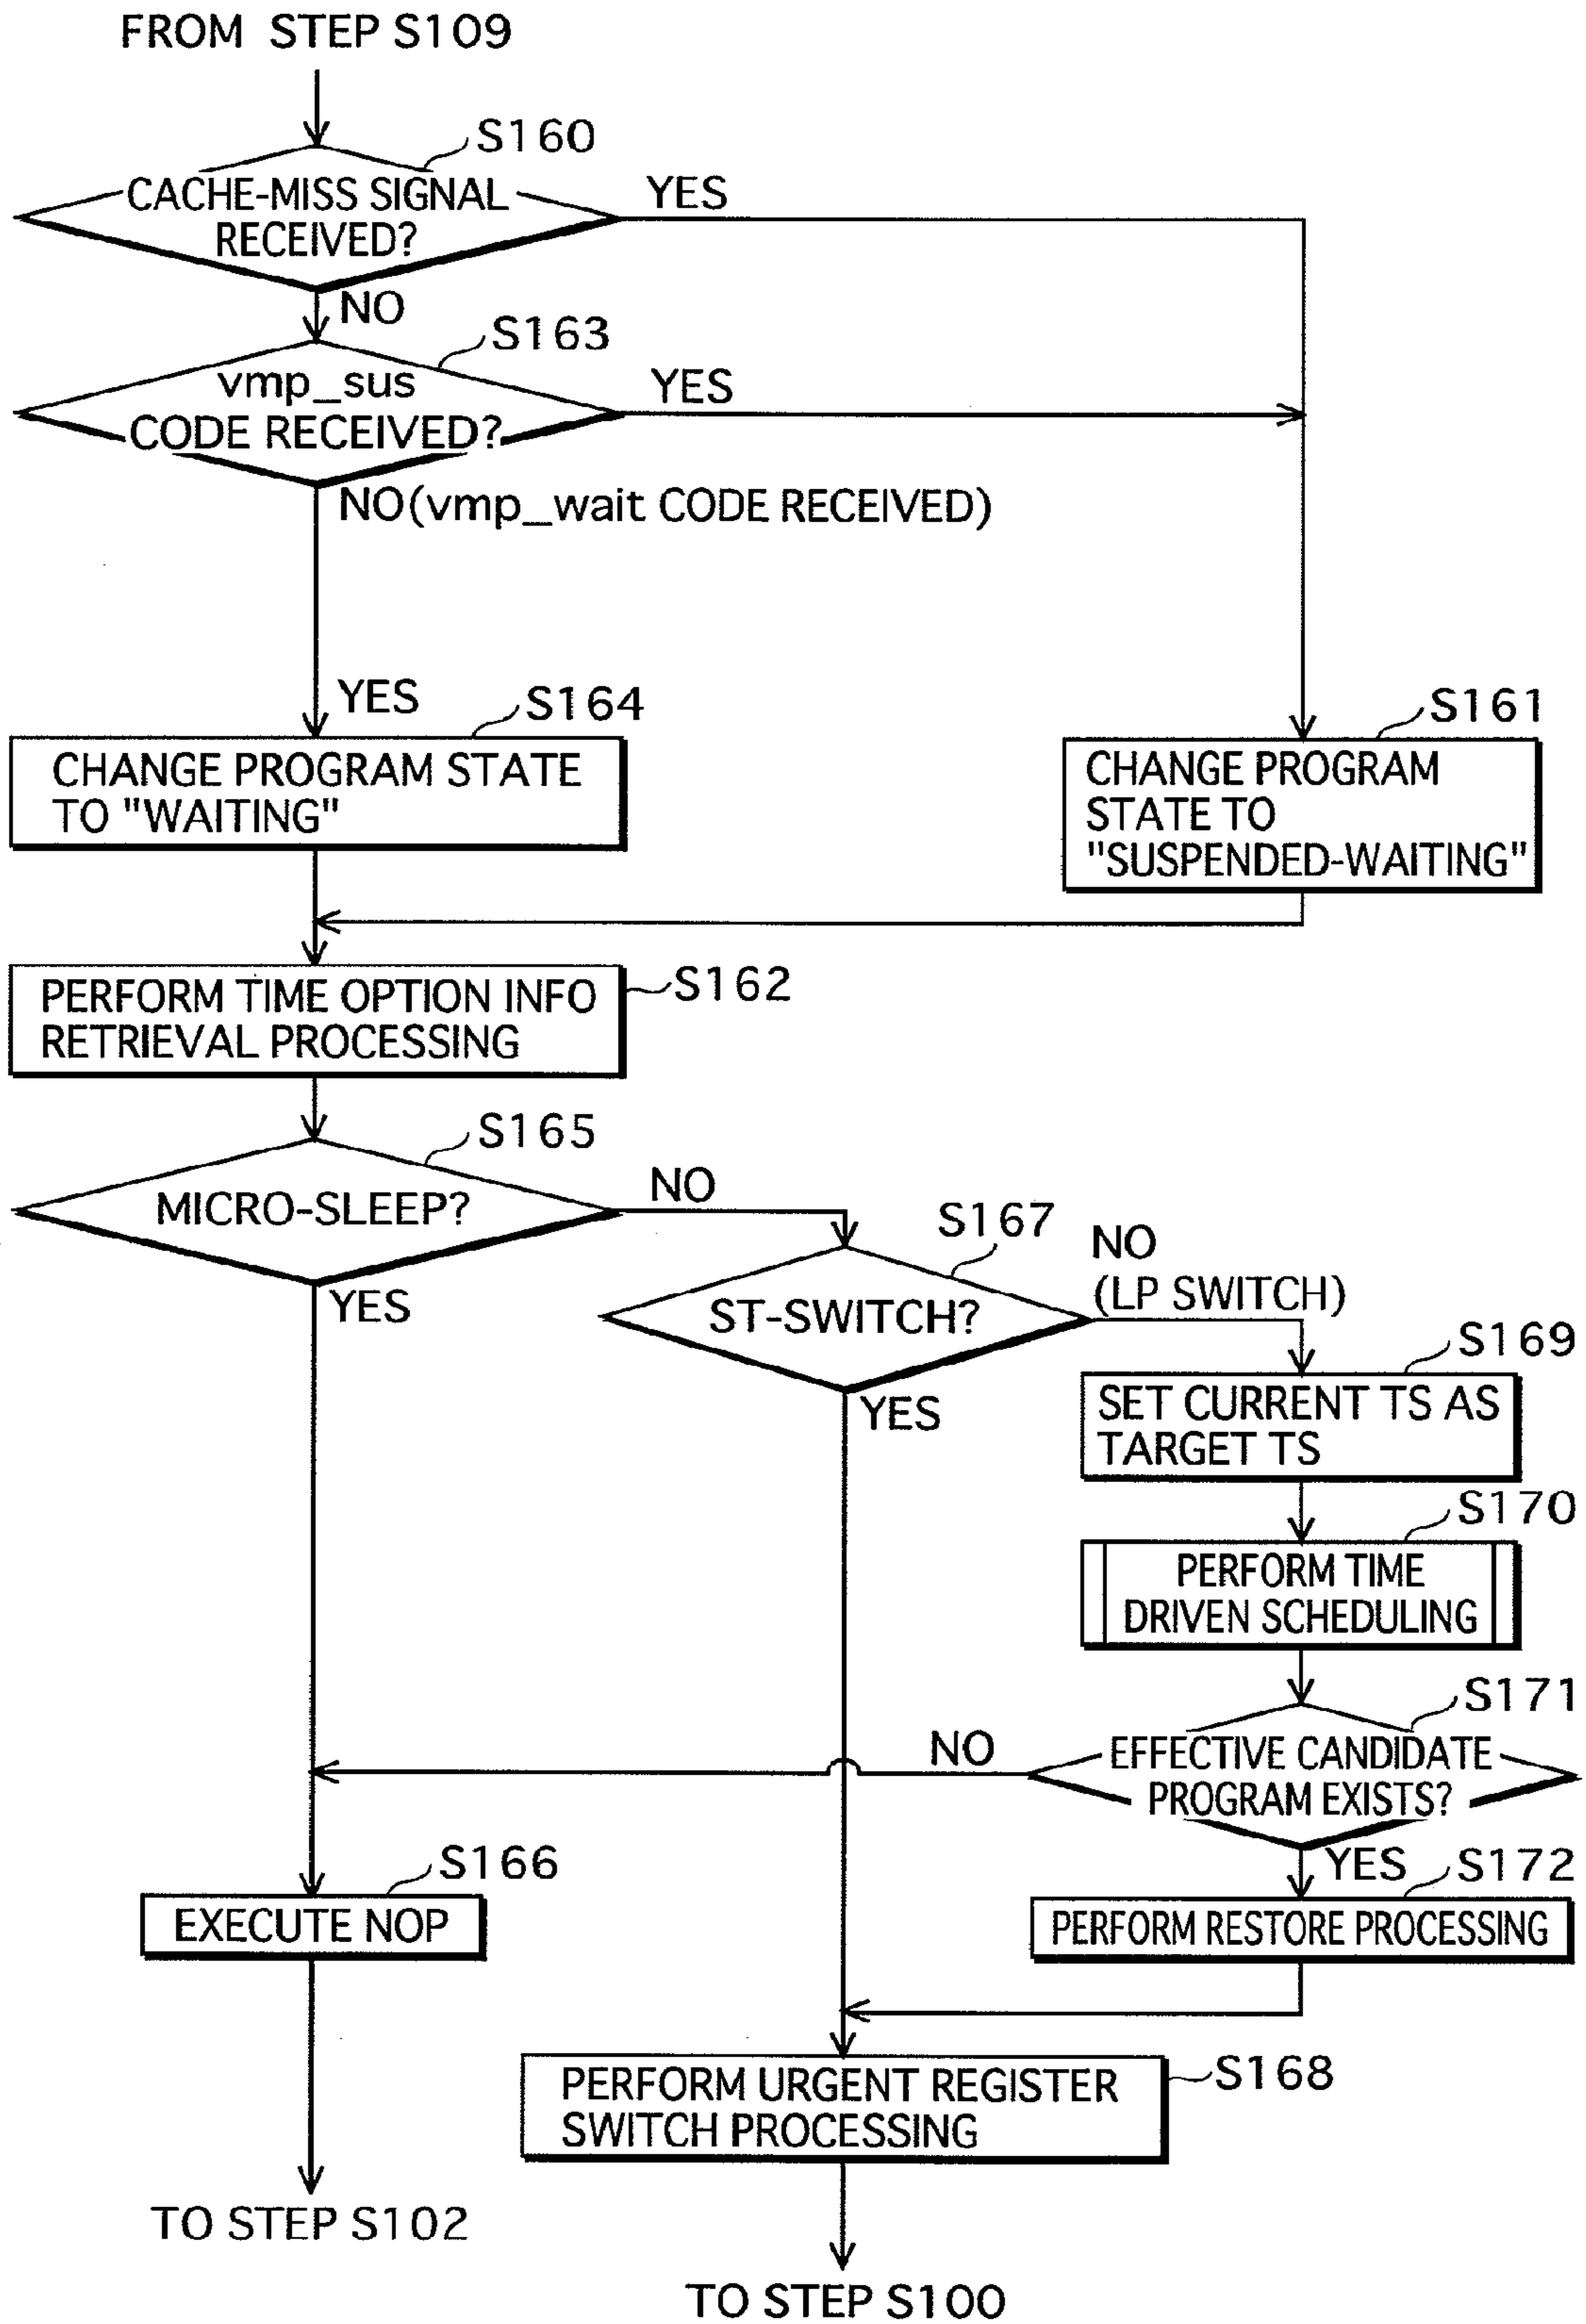 FROM STEP S109
S160
CACHE-MISS SIGNAL
RECEIVED?
YES
NO
S163
vmp_sus
CODE RECEIVED?
YES
NO(vmp_wait CODE RECEIVED)
YES
S164
CHANGE PROGRAM STATE
TO "WAITING"
S161
CHANGE PROGRAM
STATE TO
"SUSPENDED-WAITING"
PERFORM TIME OPTION INFO
RETRIEVAL PROCESSING
S162
S165
MICRO-SLEEP?
NO
YES
S167
ST-SWITCH?
NO
(LP SWITCH)
YES
S169
SET CURRENT TS AS
TARGET TS
S170
PERFORM TIME
DRIVEN SCHEDULING
S171
EFFECTIVE CANDIDATE
PROGRAM EXISTS?
NO
YES
S166
EXECUTE NOP
S172
PERFORM RESTORE PROCESSING
PERFORM URGENT REGISTER
SWITCH PROCESSING
S168
TO STEP S102
TO STEP S100